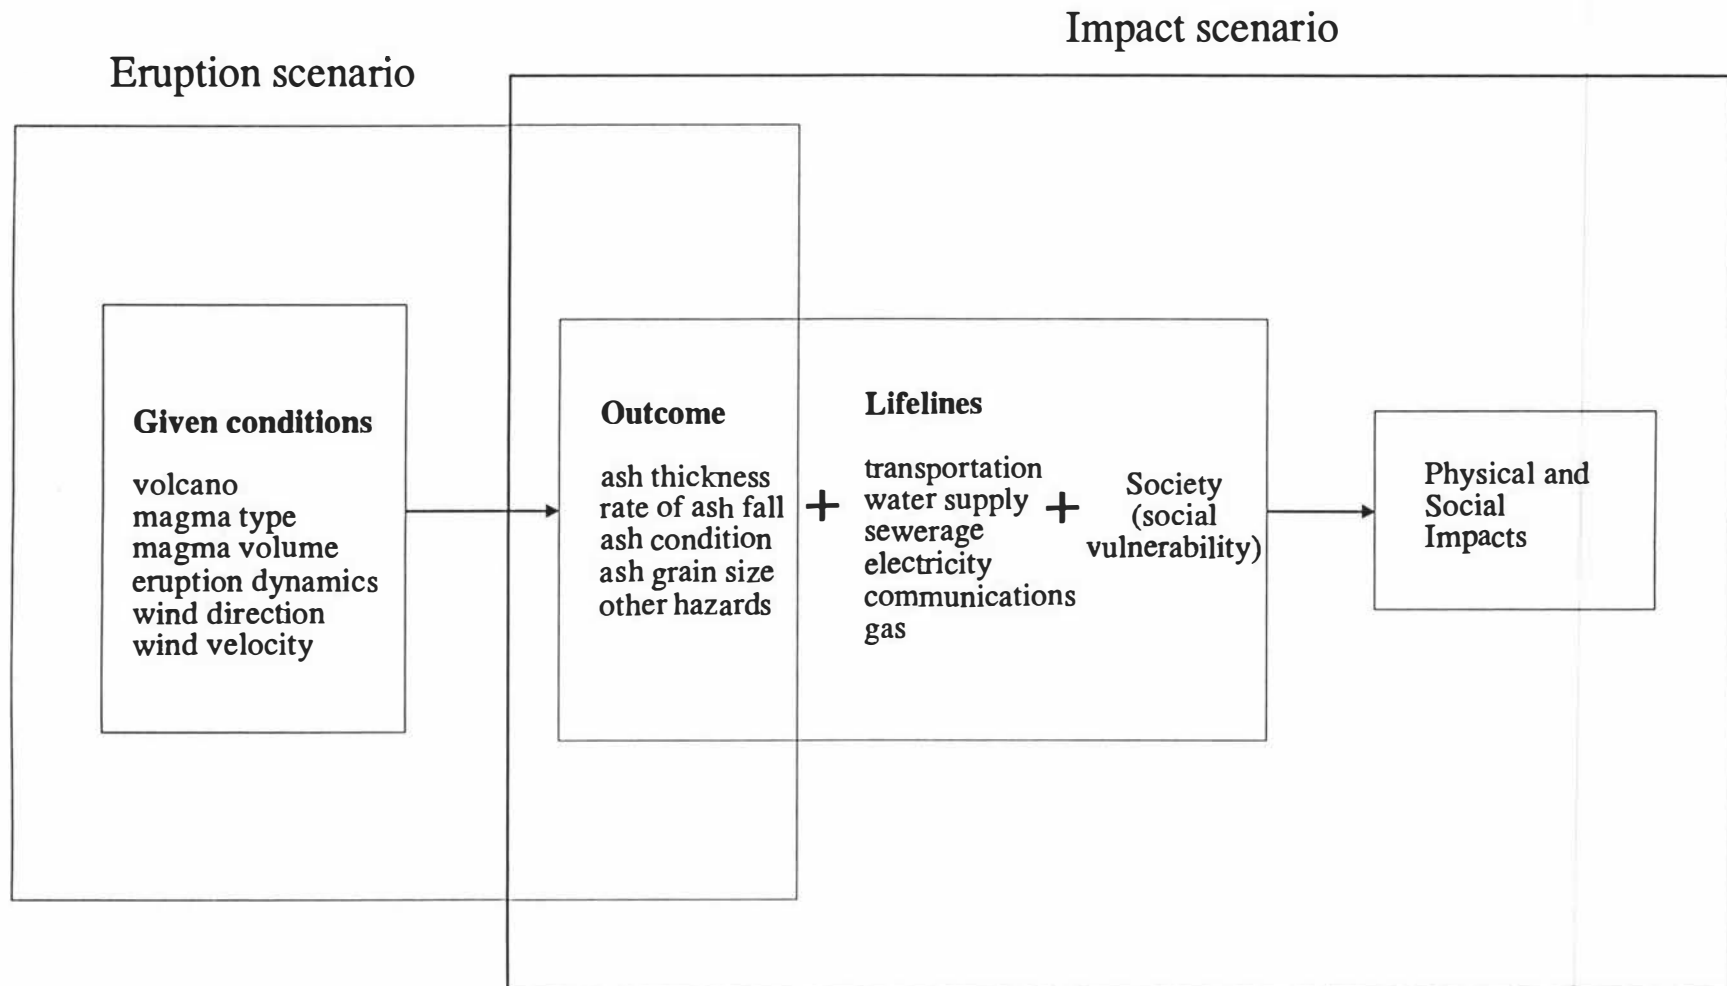 Impact scenario
Eruption scenario
Given conditions
volcano
magma type
magma volume
eruption dynamics
wind direction
wind velocity
Outcome
ash thickness
rate of ash fall
ash condition
ash grain size
other hazards
+
Lifelines
transportation
water supply
sewerage
electricity
communications
gas
+
Society
(social
vulnerability)
Physical and
Social
Impacts